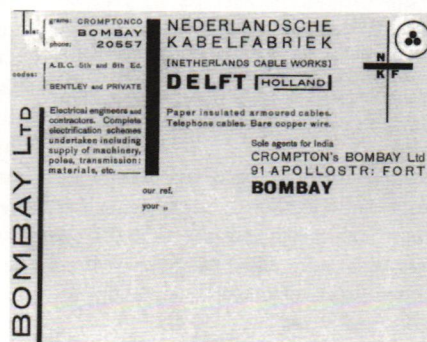 grams: CROMPTONCO
tele: BOMBAY
phone: 20557
codes:
A.B.C. 5th and 6th Ed.
BENTLEY and PRIVATE
Electrical engineers and
contractors. Complete
electrification schemes
undertaken including
supply of machinery,
poles, transmission:
materials, etc.
BOMBAY LTD
NEDERLANDSCHE
KABELFABRIEK
[NETHERLANDS CABLE WORKS]
DELFT [HOLLAND]
Paper insulated armoured cables.
Telephone cables. Bare copper wire.
N
K F
Sole agents for India
CROMPTON's BOMBAY Ltd
91 APOLLOSTR: FORT
BOMBAY
our ref.
your „